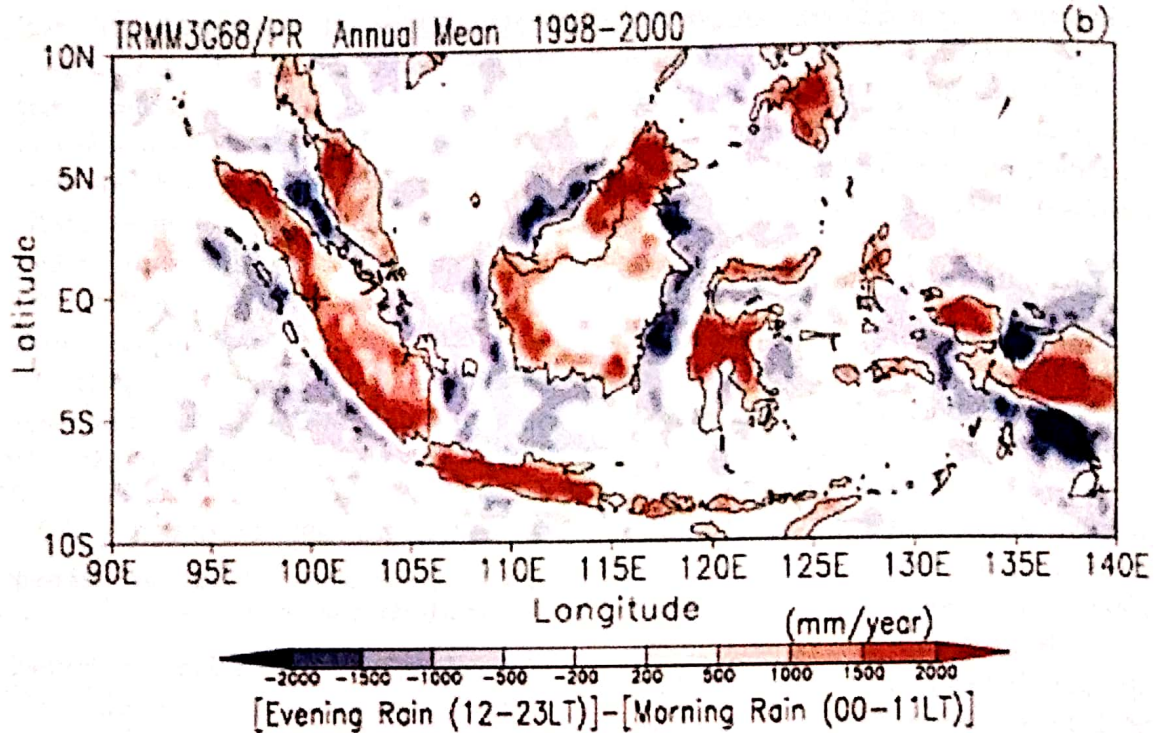 TRMM3G68/PR Annual Mean 1998-2000 (b)
10N
5N
EQ
5S
10S
Latitude
90E 95E 100E 105E 110E 115E 120E 125E 130E 135E 140E
Longitude
(mm/year)
-2000 -1500 -1000 -500 -200 200 500 1000 1500 2000
[Evening Rain (12-23LT)]-[Morning Rain (00-11LT)]